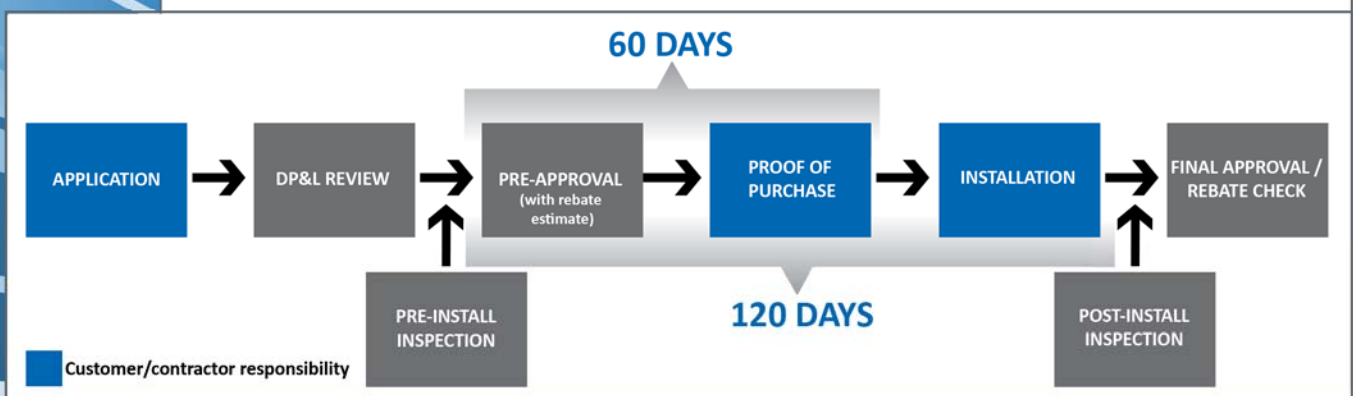 60 DAYS
APPLICATION
DP&L REVIEW
PRE-APPROVAL
(with rebate
estimate)
PROOF OF
PURCHASE
INSTALLATION
FINAL APPROVAL /
REBATE CHECK
PRE-INSTALL
INSPECTION
120 DAYS
POST-INSTALL
INSPECTION
Customer/contractor responsibility